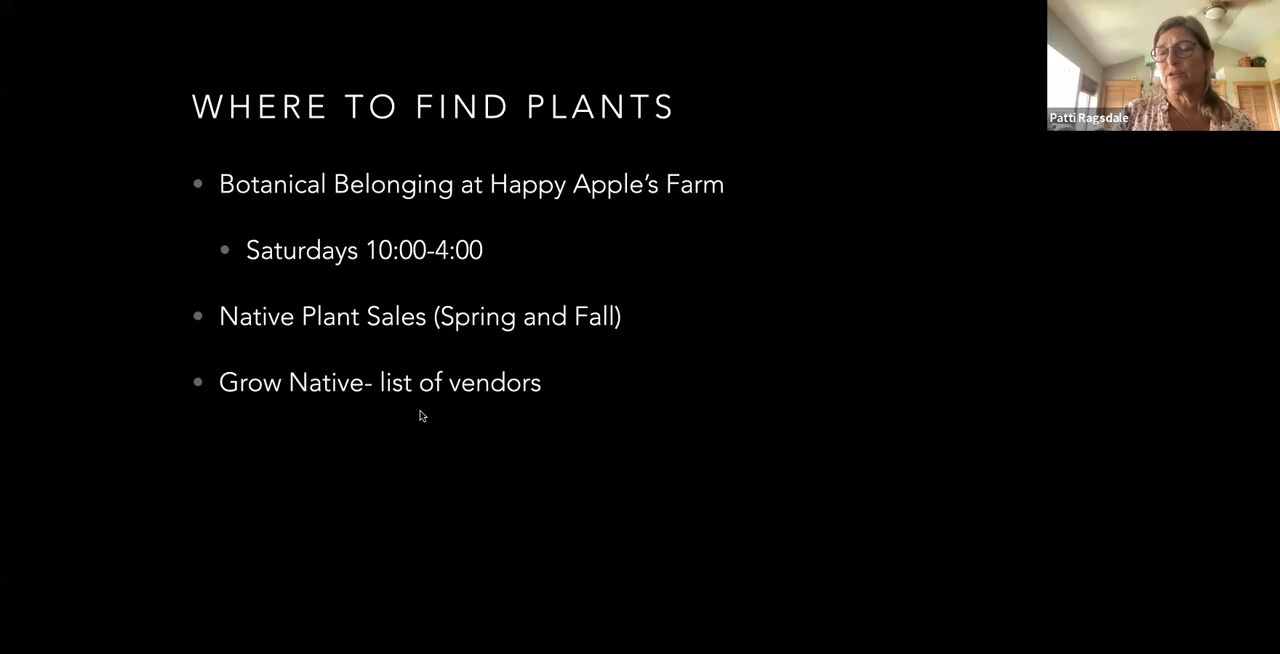 WHERE TO FIND PLANTS
Patti Ragsdale
Botanical Belonging at Happy Apple's Farm
Saturdays 10:00-4:00
Native Plant Sales (Spring and Fall)
Grow Native- list of vendors